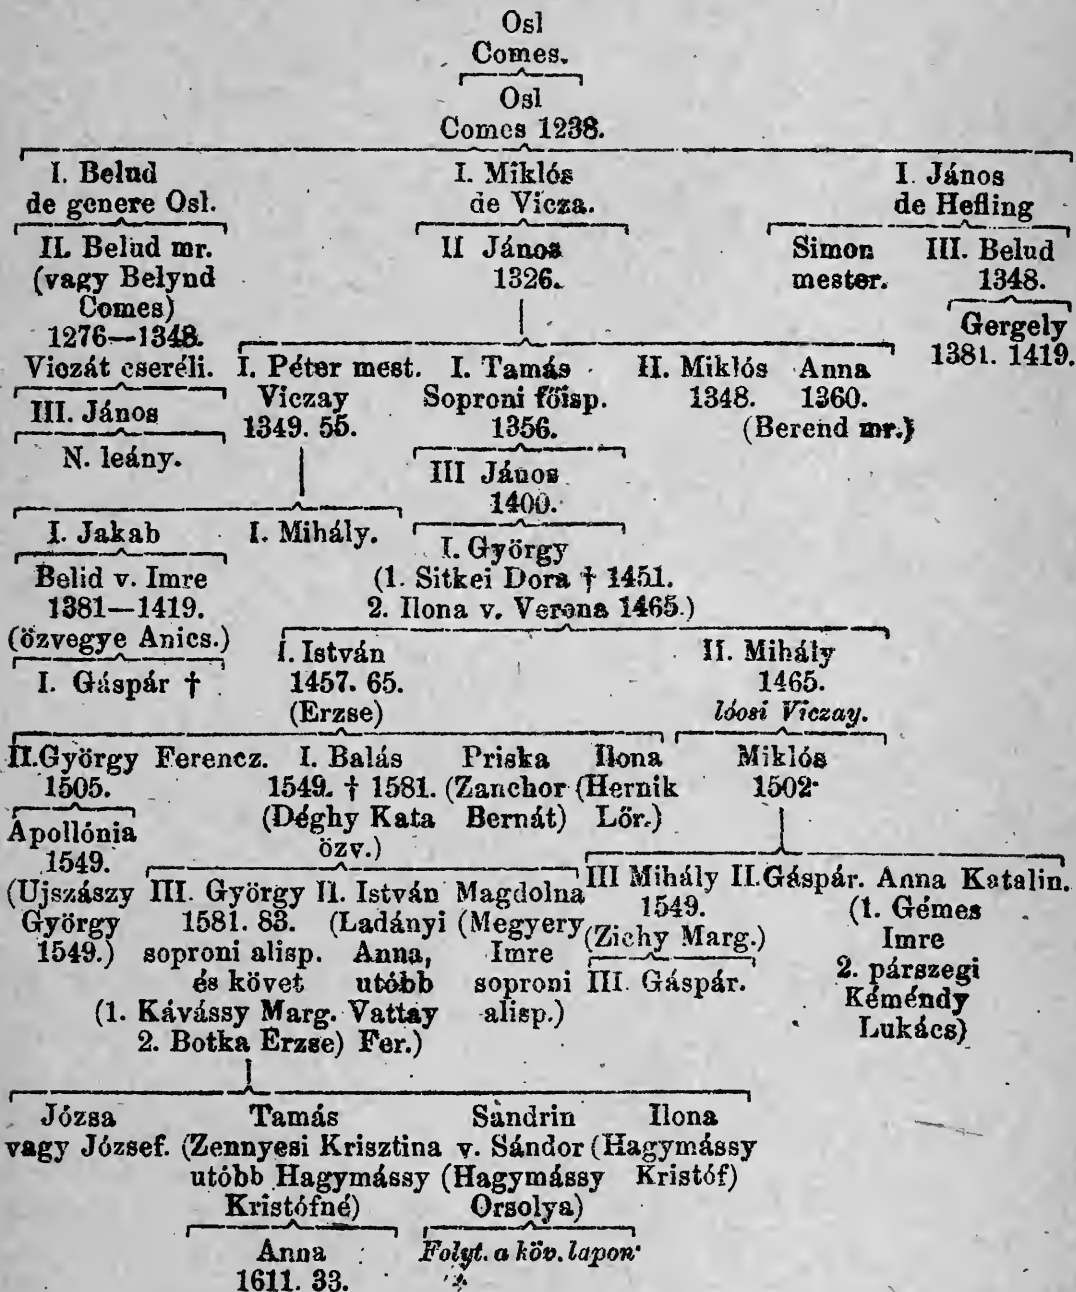 Osl
Comes.
Osl
Comes 1238.
I. Belud I. Miklós I. János
de genere Osl. de Vicza. de Hefling
II. Belud mr. II János Simon III. Belud
(vagy Belynd 1326. mester. 1348.
Comes) Gergely
1276—1348. 1381. 1419.
Viczát cseréli. I. Péter mest. I. Tamás II. Miklós Anna
III. János Viczay Soproni főisp. 1348. 1360.
1349. 55. 1356. (Berend mr.)
N. leány. III János
1400.
I. Jakab I. Mihály. I. György
Belid v. Imre (1. Sitkei Dora † 1451.
1381—1419. 2. Ilona v. Verona 1465.)
(özvegye Anics.) I. István II. Mihály
I. Gáspár † 1457. 65. 1465.
(Erzse) lóosi Viczay.
II.György Ferencz. I. Balás Priska Ilona Miklós
1505. 1549. † 1581. (Zanchor (Hernik 1502
Apollónia (Déghy Kata Bernát) Lőr.)
1549. özv.)
(Ujszászy III. György II. István Magdolna III Mihály II.Gáspár. Anna Katalin.
György 1581. 83. (Ladányi (Megyery 1549. (1. Gémes
1549.) soproni alisp. Anna, Imre (Zichy Marg.) Imre
és követ utóbb soproni III. Gáspár. 2. párszegi
(1. Kávássy Marg. Vattay alisp.) Kéméndy
2. Botka Erzse) Fer.) Lukács)
Józsa Tamás Sàndrin Ilona
vagy József. (Zennyesi Krisztina v. Sándor (Hagymássy
utóbb Hagymássy (Hagymássy Kristóf)
Kristófné) Orsolya)
Anna Folyt. a köv. lapon
1611. 33.